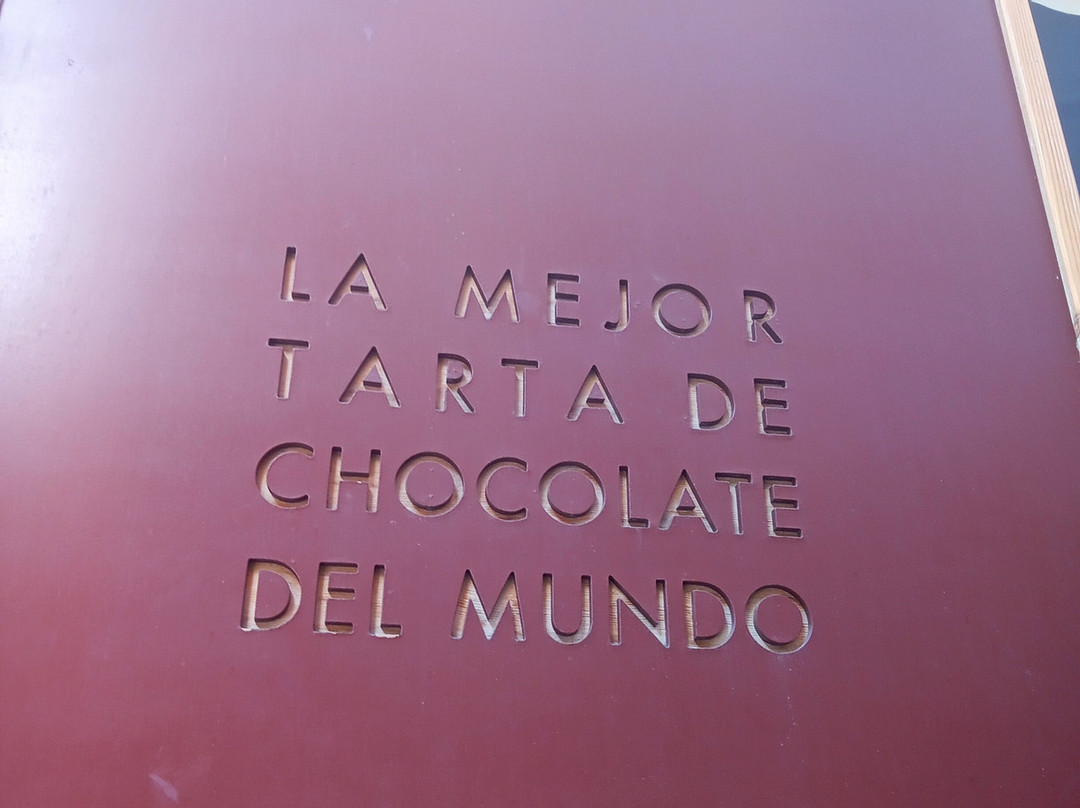 LA MEJOR
TARTA DE
CHOCOLATE
DEL MUNDO